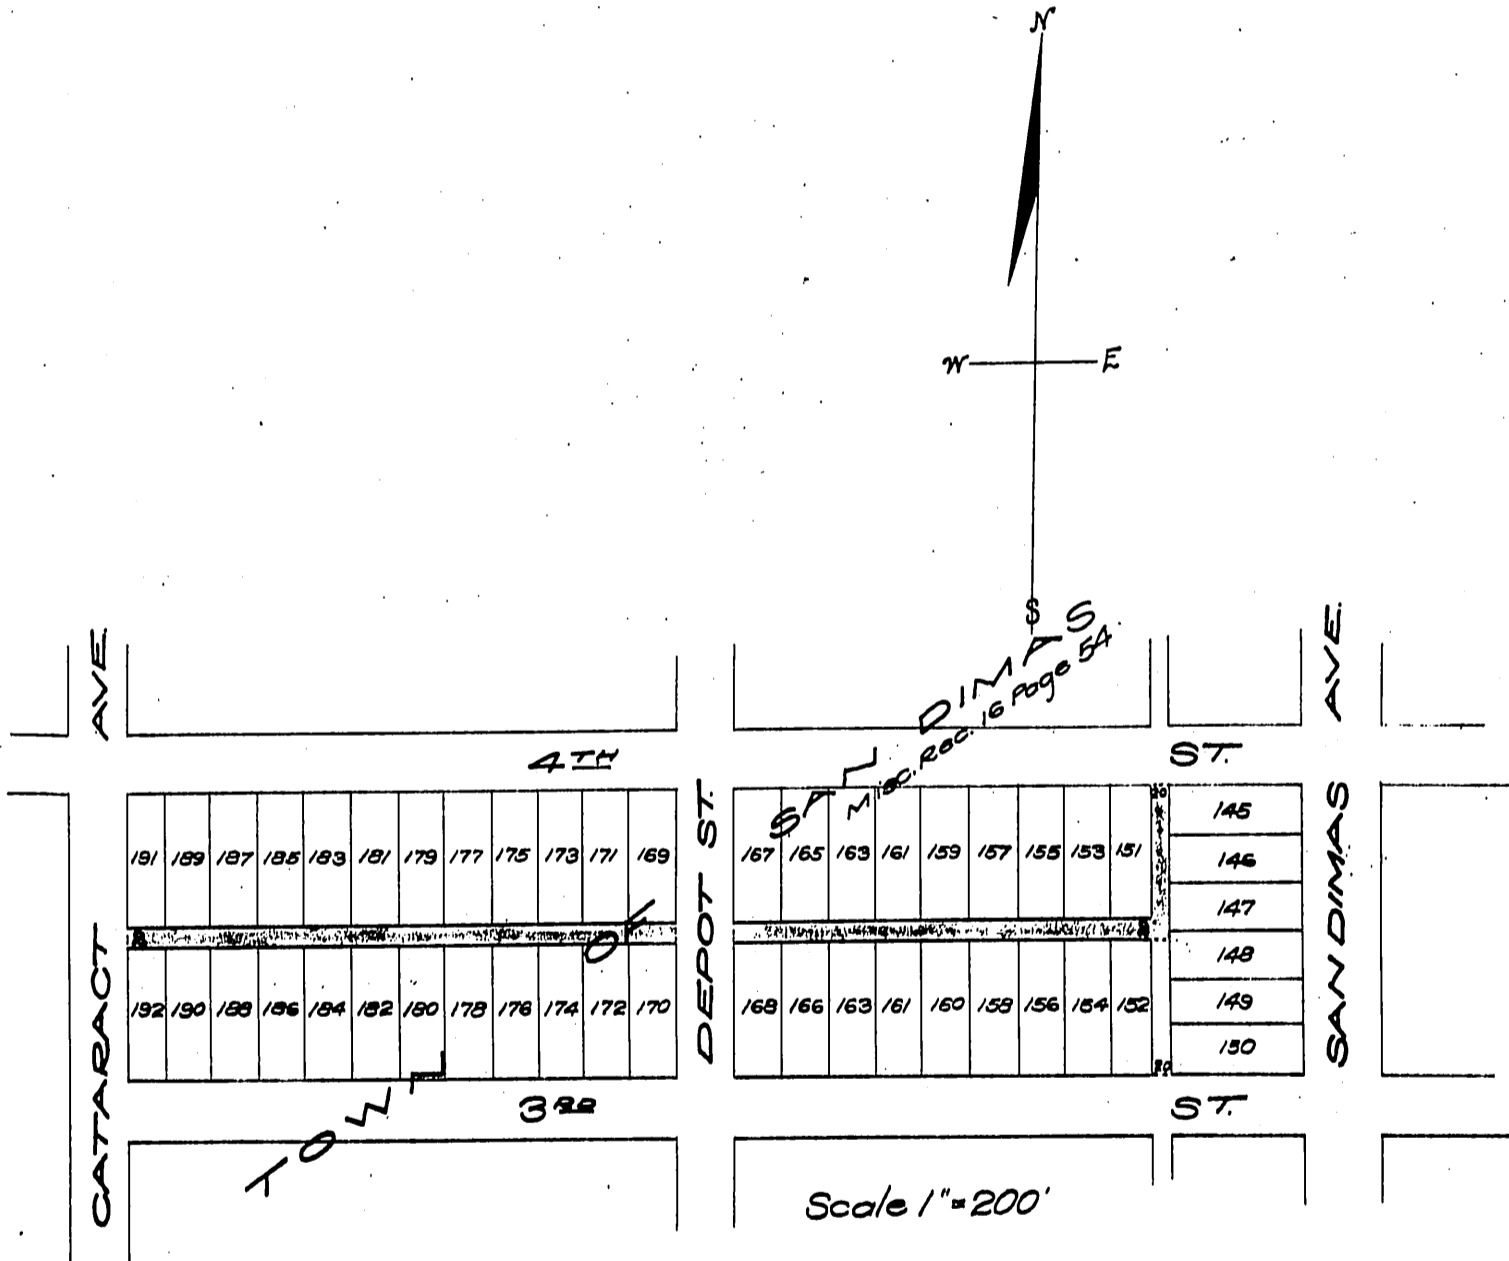 N
W E
S
TOWN OF SAN DIMAS
Misc. Rec. 16 Page 54
CATARACT AVE.
4TH ST.
DEPOT ST.
SAN DIMAS AVE.
191 189 187 185 183 181 179 177 175 173 171 169
167 165 163 161 159 157 155 153 151
20
145
146
147
148
149
150
192 190 188 186 184 182 180 178 176 174 172 170
168 166 163 161 160 158 156 154 152
20
3RD ST.
Scale 1"=200'